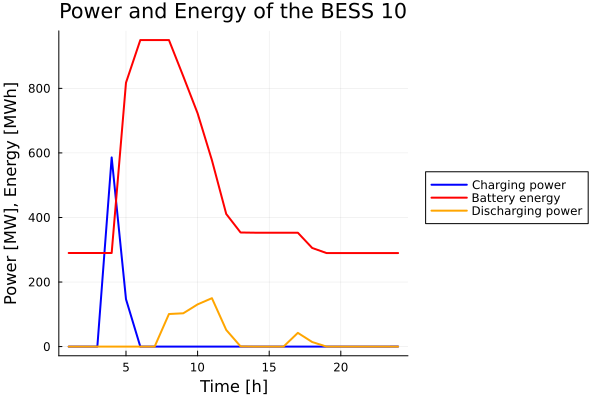 Power and Energy of the BESS 10
Power [MW], Energy [MWh]
800
600
400
200
0
5
10
15
20
Time [h]
Charging power
Battery energy
Discharging power